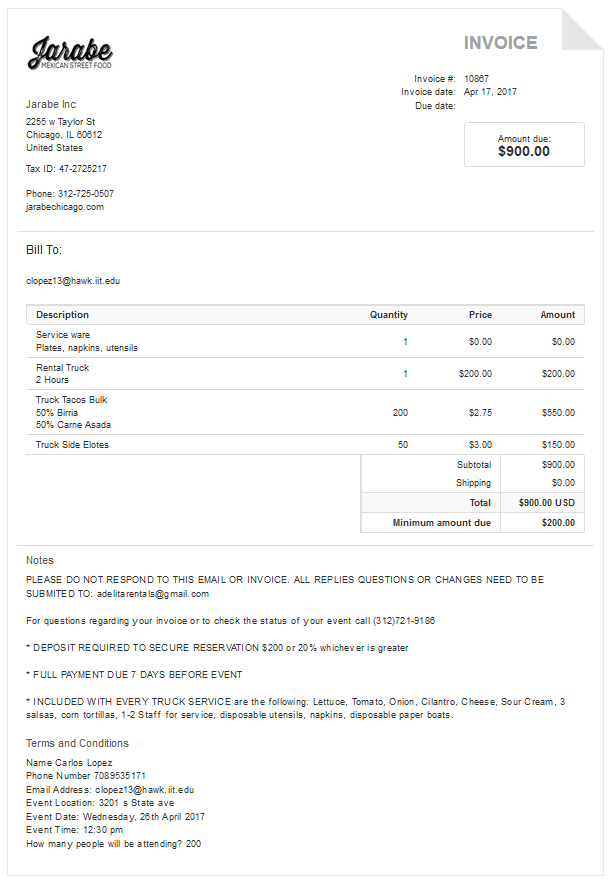 Jarabe
MEXICAN STREET FOOD
INVOICE
Invoice #: 10867
Invoice date: Apr 17, 2017
Due date:
Amount due:
$900.00
Jarabe Inc
2255 w Taylor St
Chicago, IL 60612
United States
Tax ID: 47-2725217
Phone: 312-725-0507
jarabechicago.com
Bill To:
clopez13@hawk.iit.edu
Description Quantity Price Amount
Service ware
Plates, napkins, utensils 1 $0.00 $0.00
Rental Truck
2 Hours 1 $200.00 $200.00
Truck Tacos Bulk
50% Birria 200 $2.75 $550.00
50% Carne Asada
Truck Side Elotes 50 $3.00 $150.00
Subtotal $900.00
Shipping $0.00
Total $900.00 USD
Minimum amount due $200.00
Notes
PLEASE DO NOT RESPOND TO THIS EMAIL OR INVOICE. ALL REPLIES QUESTIONS OR CHANGES NEED TO BE
SUBMITED TO: adelitarentals@gmail.com
For questions regarding your invoice or to check the status of your event call (312)721-9186
* DEPOSIT REQUIRED TO SECURE RESERVATION $200 or 20% whichever is greater
* FULL PAYMENT DUE 7 DAYS BEFORE EVENT
* INCLUDED WITH EVERY TRUCK SERVICE are the following: Lettuce, Tomato, Onion, Cilantro, Cheese, Sour Cream, 3
salsas, corn tortillas, 1-2 Staff for service, disposable utensils, napkins, disposable paper boats.
Terms and Conditions
Name Carlos Lopez
Phone Number 7089535171
Email Address: clopez13@hawk.iit.edu
Event Location: 3201 s State ave
Event Date: Wednesday, 26th April 2017
Event Time: 12:30 pm
How many people will be attending? 200